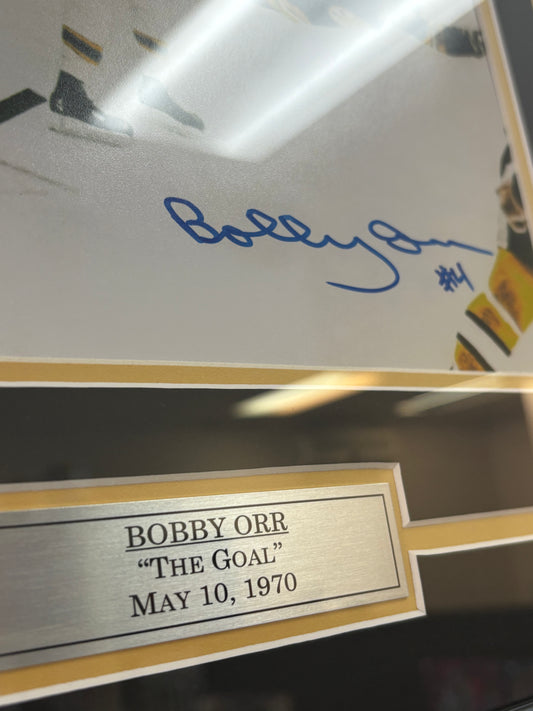 Bobby Orr
#4
BOBBY ORR
“THE GOAL”
MAY 10, 1970